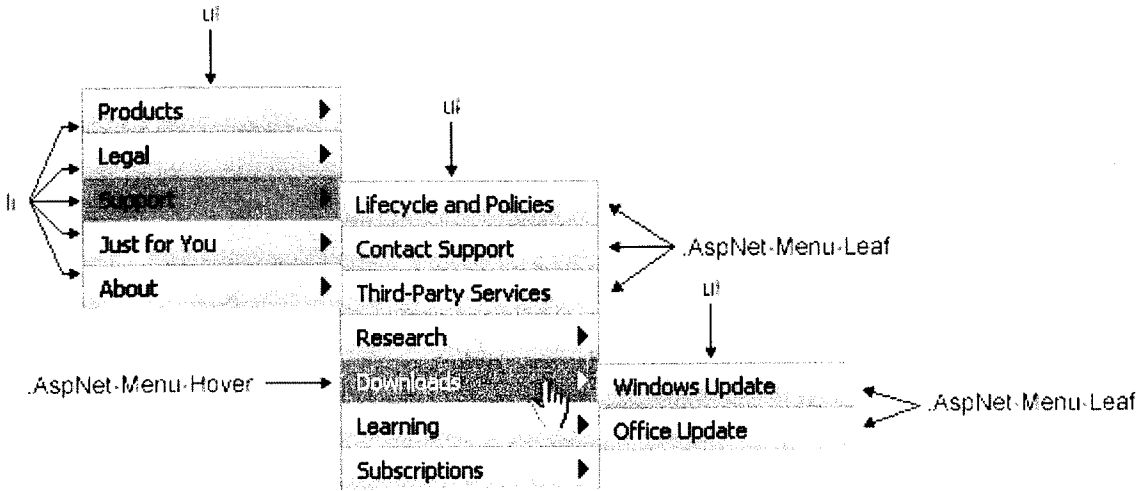 ul
Products
Legal
Support
Just for You
About
li
ul
Lifecycle and Policies
Contact Support
Third-Party Services
Research
Downloads
Learning
Subscriptions
.AspNet-Menu-Leaf
ul
.AspNet-Menu-Hover
Windows Update
Office Update
.AspNet-Menu-Leaf